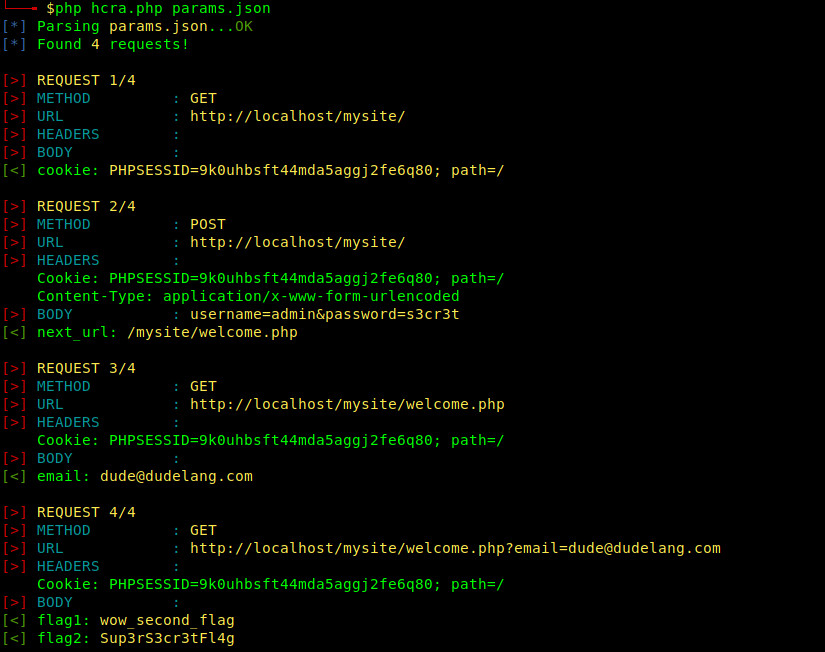 $php hcra.php params.json
[*] Parsing params.json...OK
[*] Found 4 requests!
[>] REQUEST 1/4
[>] METHOD : GET
[>] URL : http://localhost/mysite/
[>] HEADERS :
[>] BODY :
[<] cookie: PHPSESSID=9k0uhbsft44mda5aggj2fe6q80; path=/
[>] REQUEST 2/4
[>] METHOD : POST
[>] URL : http://localhost/mysite/
[>] HEADERS :
Cookie: PHPSESSID=9k0uhbsft44mda5aggj2fe6q80; path=/
Content-Type: application/x-www-form-urlencoded
[>] BODY : username=admin&password=s3cr3t
[<] next_url: /mysite/welcome.php
[>] REQUEST 3/4
[>] METHOD : GET
[>] URL : http://localhost/mysite/welcome.php
[>] HEADERS :
Cookie: PHPSESSID=9k0uhbsft44mda5aggj2fe6q80; path=/
[>] BODY :
[<] email: dude@dudelang.com
[>] REQUEST 4/4
[>] METHOD : GET
[>] URL : http://localhost/mysite/welcome.php?email=dude@dudelang.com
[>] HEADERS :
Cookie: PHPSESSID=9k0uhbsft44mda5aggj2fe6q80; path=/
[>] BODY :
[<] flag1: wow_second_flag
[<] flag2: Sup3rS3cr3tFl4g